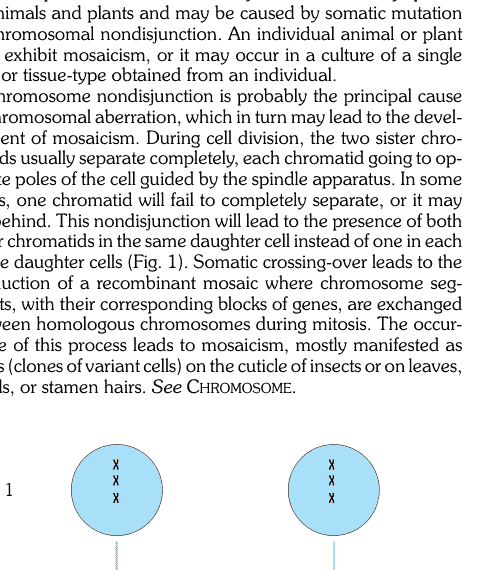 nimals and plants and may be caused by somatic mutation
hromosomal nondisjunction. An individual animal or plant
exhibit mosaicism, or it may occur in a culture of a single
or tissue-type obtained from an individual.
hromosome nondisjunction is probably the principal cause
hromosomal aberration, which in turn may lead to the devel-
ent of mosaicism. During cell division, the two sister chro-
ds usually separate completely, each chromatid going to op-
te poles of the cell guided by the spindle apparatus. In some
s, one chromatid will fail to completely separate, or it may
behind. This nondisjunction will lead to the presence of both
r chromatids in the same daughter cell instead of one in each
e daughter cells (Fig. 1). Somatic crossing-over leads to the
uction of a recombinant mosaic where chromosome seg-
ts, with their corresponding blocks of genes, are exchanged
ween homologous chromosomes during mitosis. The occur-
e of this process leads to mosaicism, mostly manifested as
s (clones of variant cells) on the cuticle of insects or on leaves,
ls, or stamen hairs. See CHROMOSOME.
1